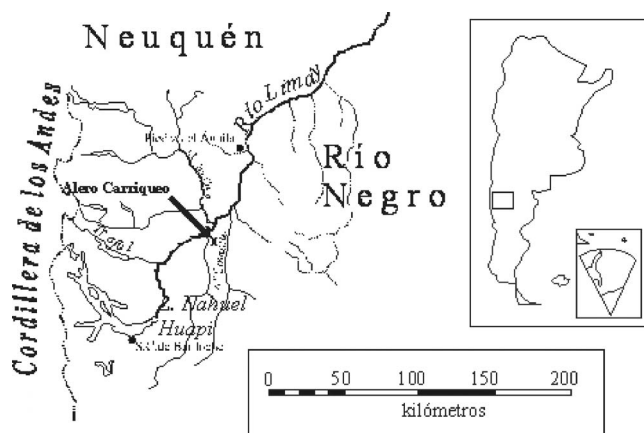 Neuquén
Río Limay
Cordillera de los Andes
Piedra del Águila
Río
Negro
Alero Carriqueo
L. Nahuel
Huapi
S.C. de Bariloche
0 50 100 150 200
kilómetros